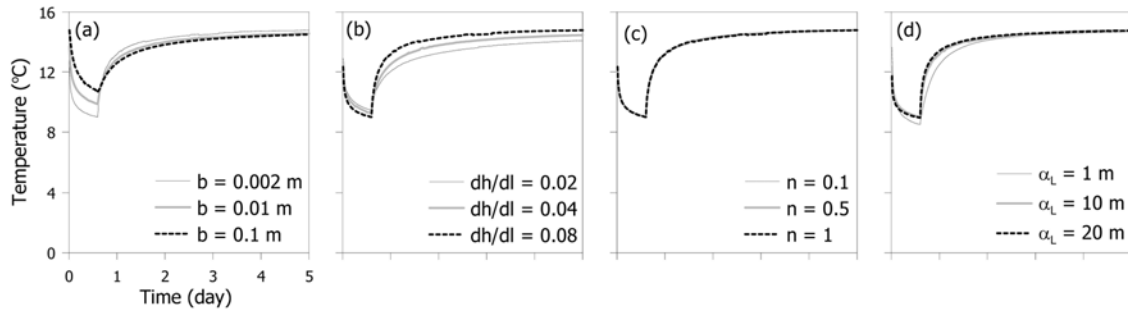 (a)
(b)
(c)
(d)
Temperature (°C)
16
12
8
4
0
b = 0.002 m
b = 0.01 m
b = 0.1 m
dh/dl = 0.02
dh/dl = 0.04
dh/dl = 0.08
n = 0.1
n = 0.5
n = 1
αL = 1 m
αL = 10 m
αL = 20 m
0 1 2 3 4 5
Time (day)